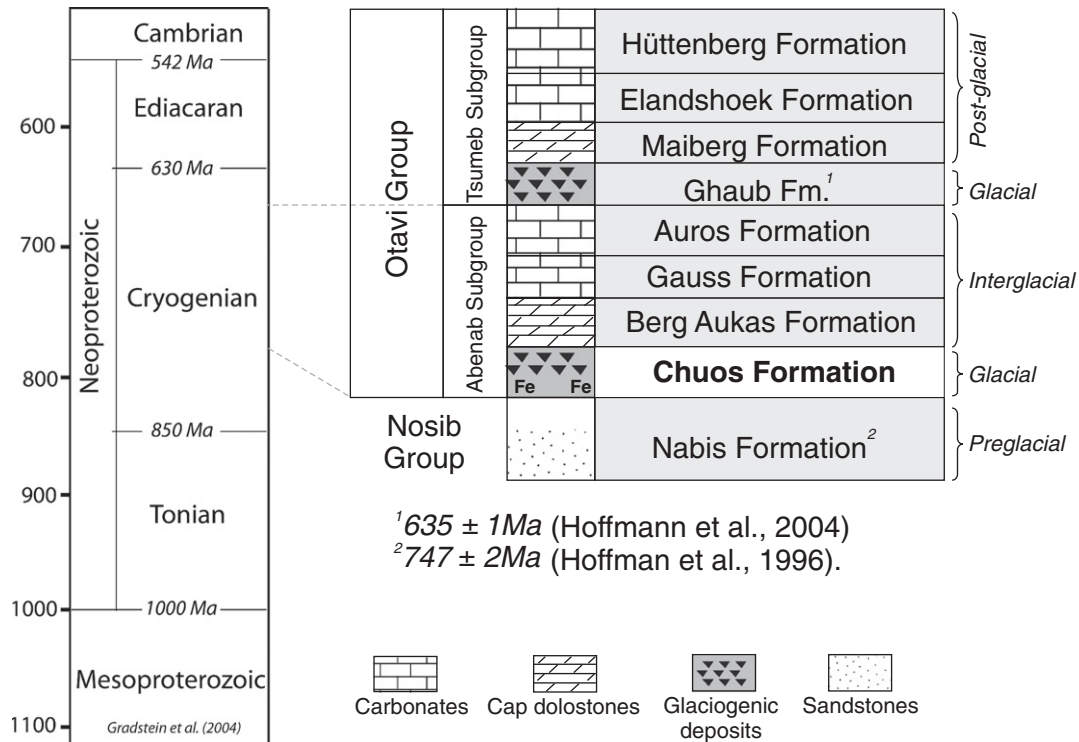 Cambrian
542 Ma
Ediacaran
600
630 Ma
700
Neoproterozoic
Cryogenian
800
850 Ma
900
Tonian
1000
1000 Ma
Mesoproterozoic
1100
Gradstein et al. (2004)
Otavi Group
Tsumeb Subgroup
Abenab Subgroup
Hüttenberg Formation
Elandshoek Formation
Maiberg Formation
Post-glacial
Ghaub Fm.¹
Glacial
Auros Formation
Gauss Formation
Berg Aukas Formation
Interglacial
Fe Fe
Chuos Formation
Glacial
Nosib
Group
Nabis Formation²
Preglacial
¹635 ± 1Ma (Hoffmann et al., 2004)
²747 ± 2Ma (Hoffman et al., 1996).
Carbonates
Cap dolostones
Glaciogenic
deposits
Sandstones